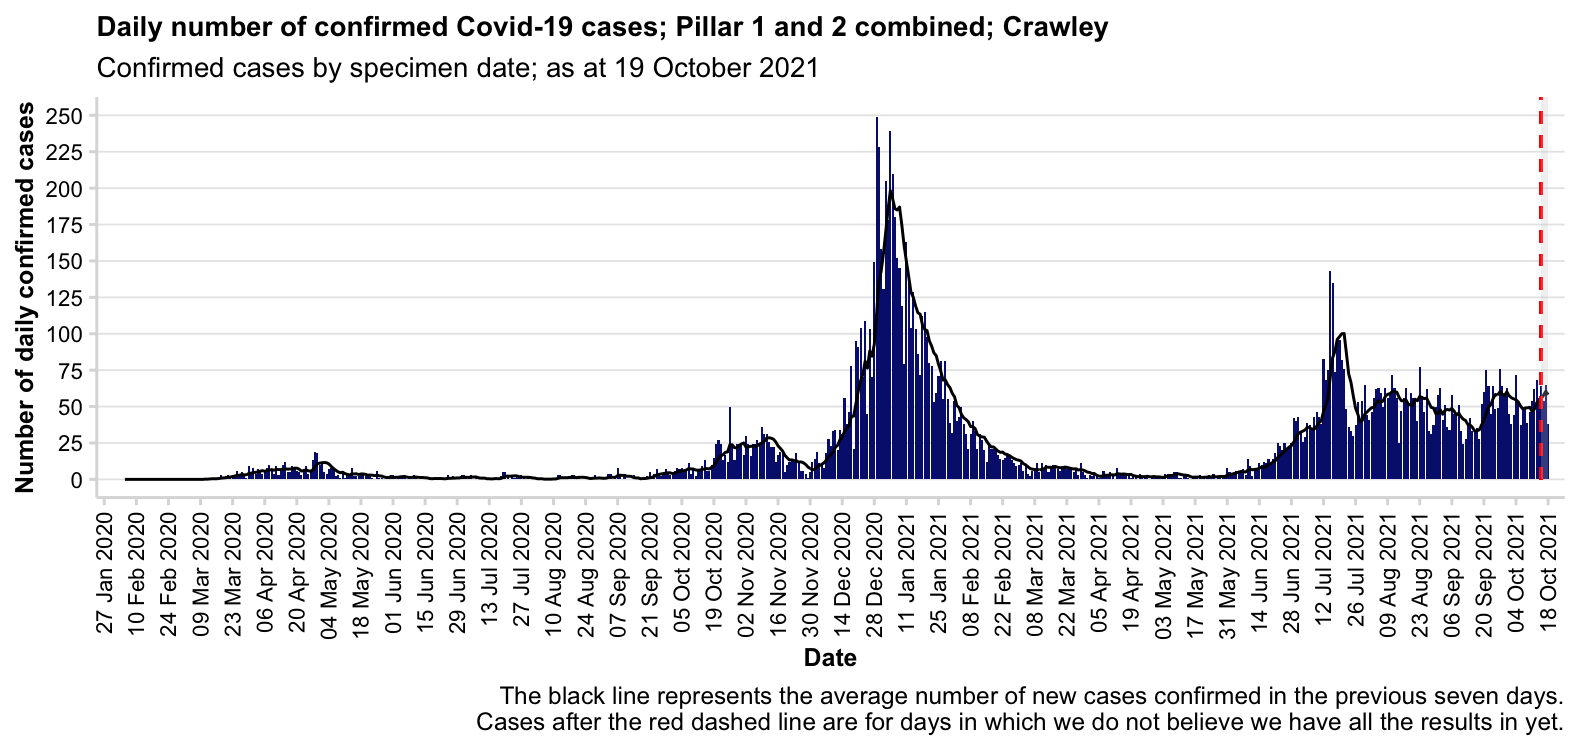 Daily number of confirmed Covid-19 cases; Pillar 1 and 2 combined; Crawley
Confirmed cases by specimen date; as at 19 October 2021
Number of daily confirmed cases
250
225
200
175
150
125
100
75
50
25
0
27 Jan 2020
10 Feb 2020
24 Feb 2020
09 Mar 2020
23 Mar 2020
06 Apr 2020
20 Apr 2020
04 May 2020
18 May 2020
01 Jun 2020
15 Jun 2020
29 Jun 2020
13 Jul 2020
27 Jul 2020
10 Aug 2020
24 Aug 2020
07 Sep 2020
21 Sep 2020
05 Oct 2020
19 Oct 2020
02 Nov 2020
16 Nov 2020
30 Nov 2020
14 Dec 2020
28 Dec 2020
11 Jan 2021
25 Jan 2021
08 Feb 2021
22 Feb 2021
08 Mar 2021
22 Mar 2021
05 Apr 2021
19 Apr 2021
03 May 2021
17 May 2021
31 May 2021
14 Jun 2021
28 Jun 2021
12 Jul 2021
26 Jul 2021
09 Aug 2021
23 Aug 2021
06 Sep 2021
20 Sep 2021
04 Oct 2021
18 Oct 2021
Date
The black line represents the average number of new cases confirmed in the previous seven days.
Cases after the red dashed line are for days in which we do not believe we have all the results in yet.